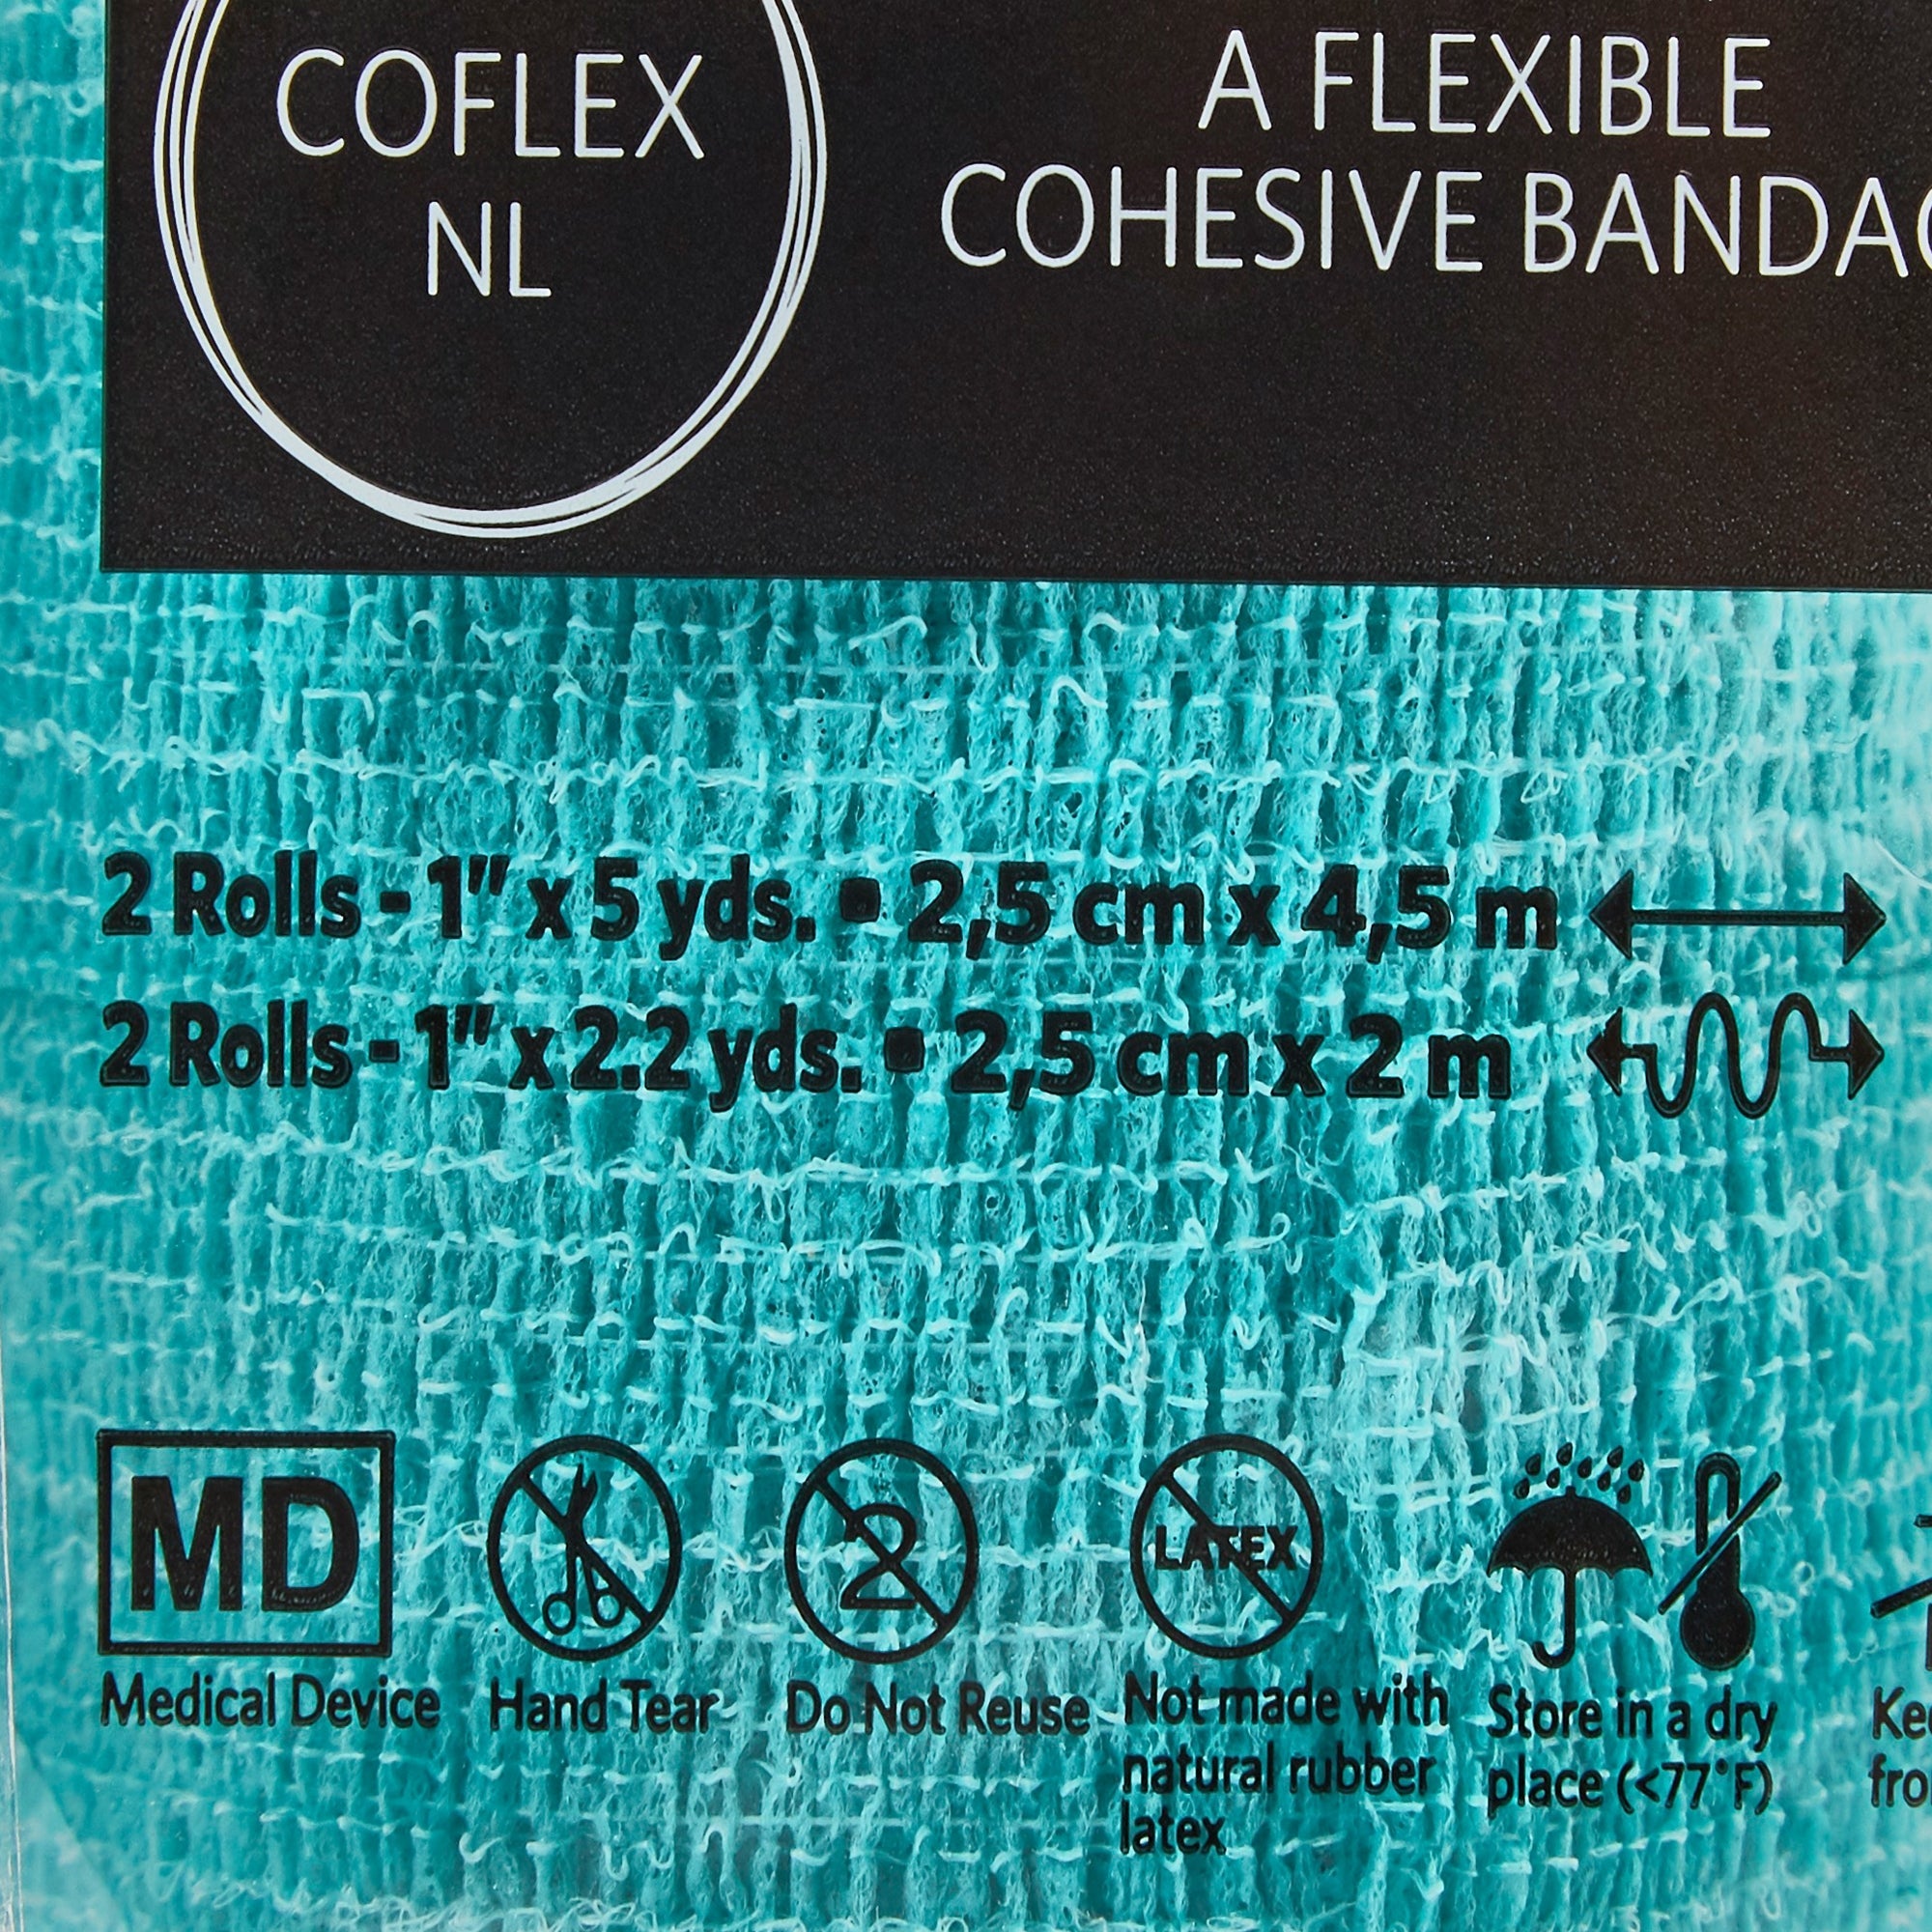 COFLEX
NL
A FLEXIBLE
COHESIVE
2 Rolls - 1" x 5 yds. ▪ 2,5 cm x 4,5 m
2 Rolls - 1" x 2.2 yds. ▪ 2,5 cm x 2 m
MD
Medical Device
Hand Tear
2
Do Not Reuse
LATEX
Not made with
natural rubber
latex
Store in a dry
place (<77°F)